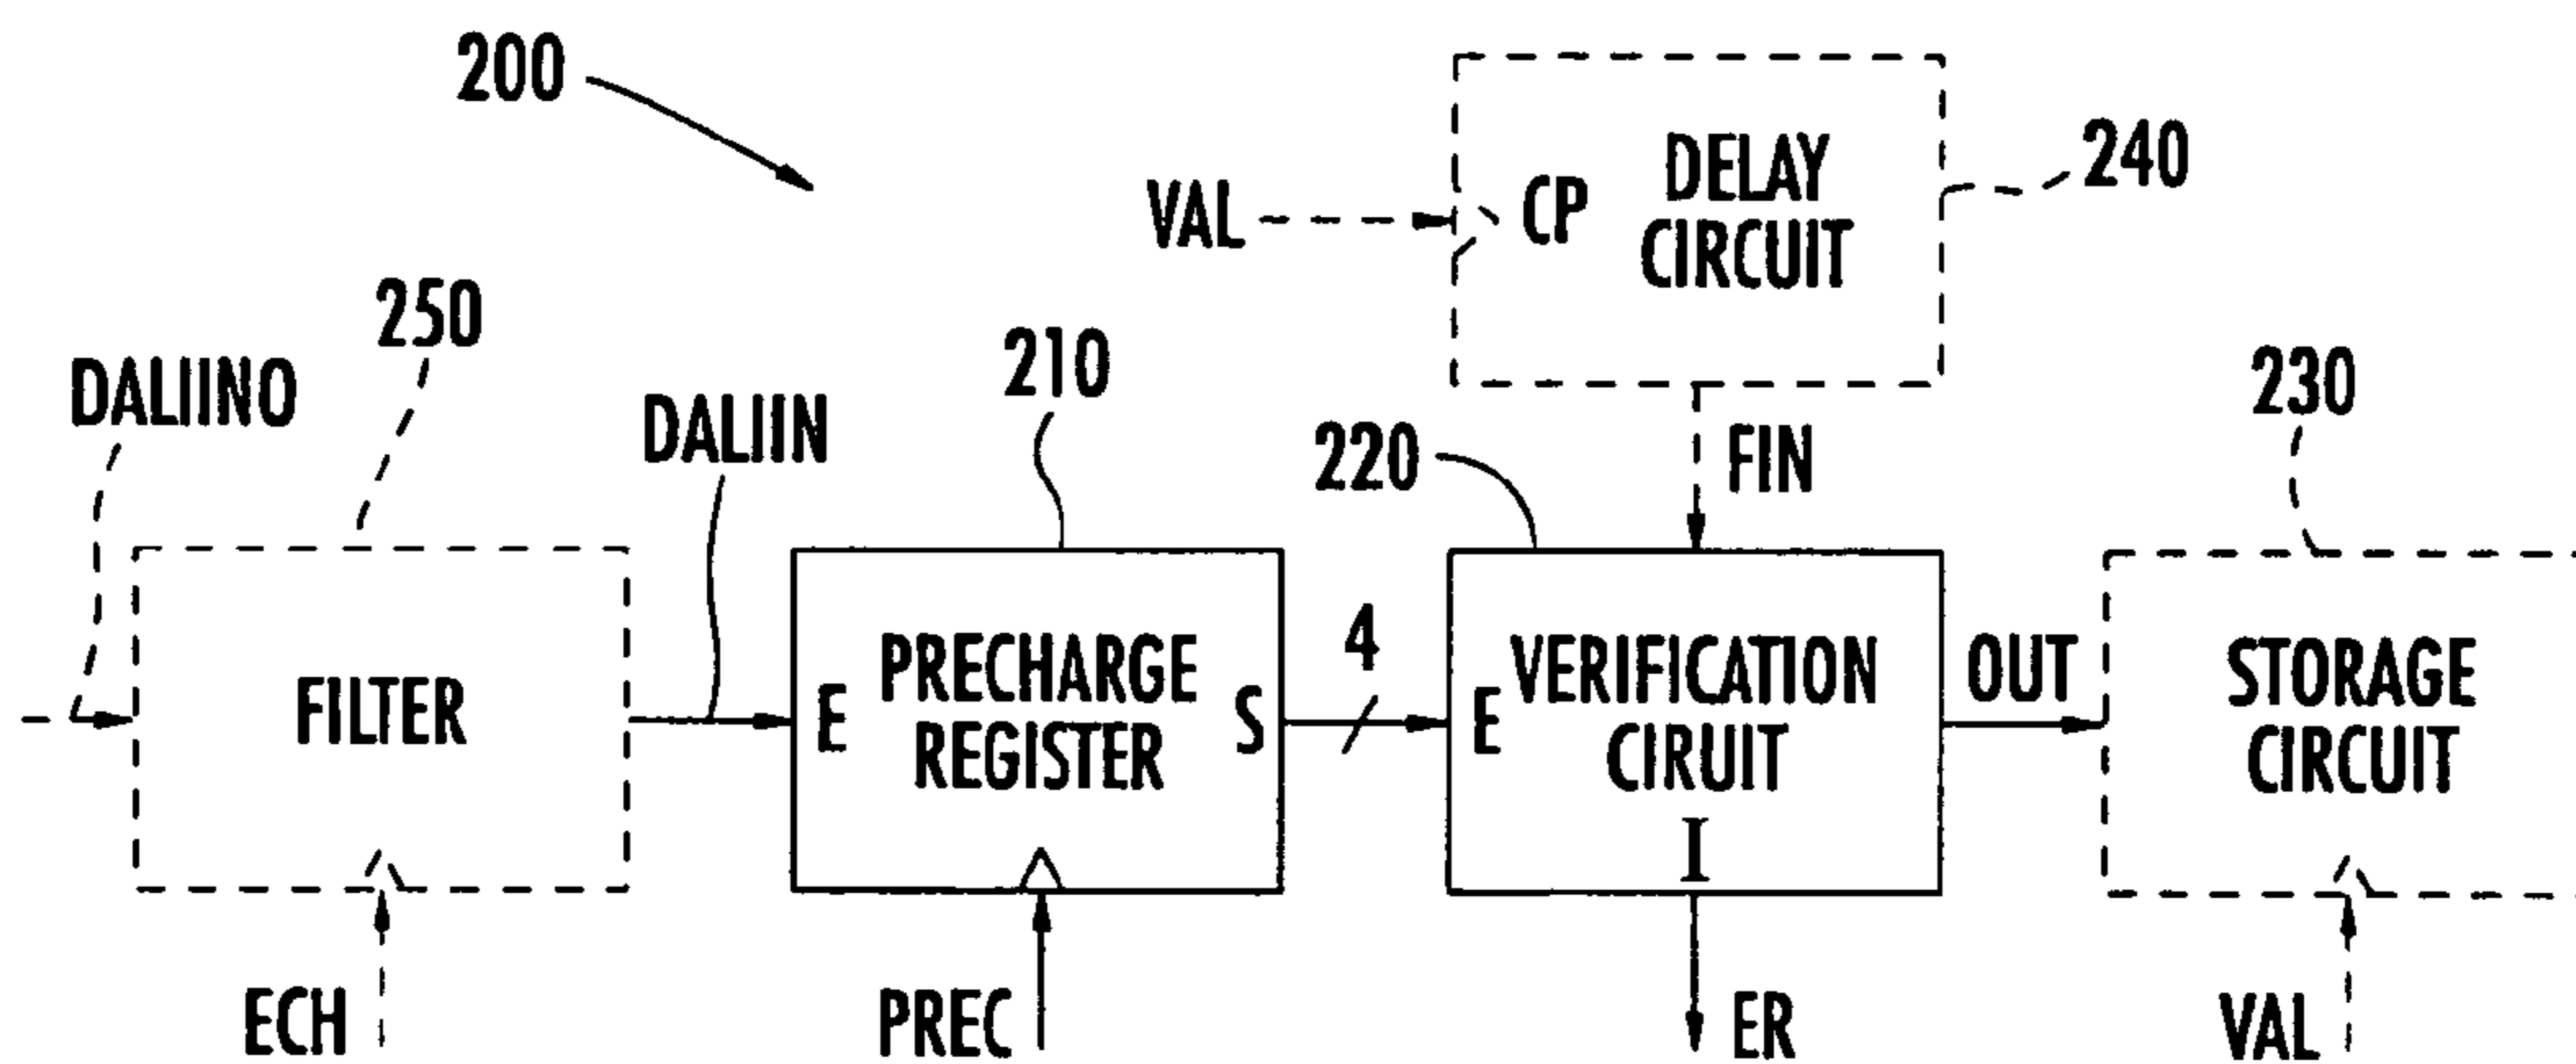 200
DELAY
CIRCUIT
240
VAL
CP
250
DALIINO
210
DALIIN
220
FIN
230
FILTER
E
PRECHARGE
REGISTER
S
4
E
VERIFICATION
CIRUIT
I
OUT
STORAGE
CIRCUIT
ECH
PREC
ER
VAL